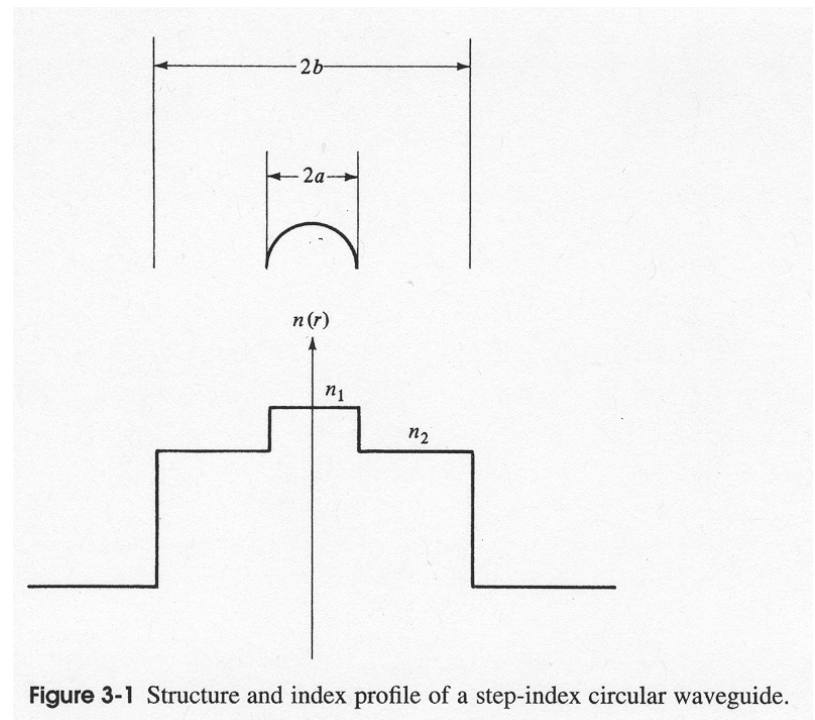 2b
2a
n(r)
n1
n2
Figure 3-1 Structure and index profile of a step-index circular waveguide.